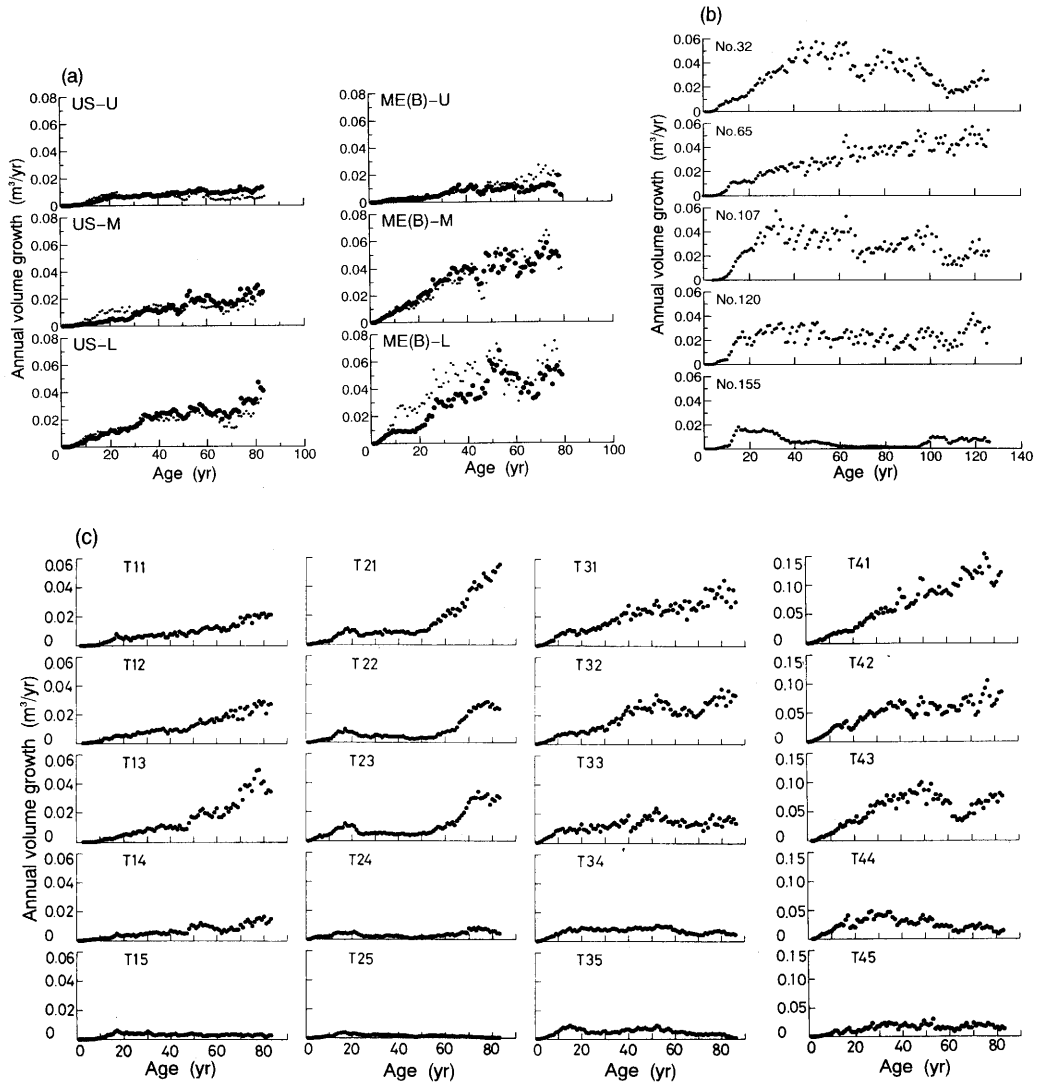 (a)
Annual volume growth (m³/yr)
US-U
0.08
0.06
0.04
0.02
0
US-M
0.08
0.06
0.04
0.02
0
US-L
0.08
0.06
0.04
0.02
0 20 40 60 80 100
Age (yr)
ME(B)-U
0.08
0.06
0.04
0.02
0
ME(B)-M
0.08
0.06
0.04
0.02
0
ME(B)-L
0.08
0.06
0.04
0.02
0 20 40 60 80 100
Age (yr)
(b)
Annual volume growth (m³/yr)
No.32
0.06
0.04
0.02
0
No.65
0.06
0.04
0.02
0
No.107
0.06
0.04
0.02
0
No.120
0.06
0.04
0.02
0
No.155
0.06
0.04
0.02
0 20 40 60 80 100 120 140
Age (yr)
(c)
Annual volume growth (m³/yr)
T11 T21 T31 T41
0.06 0.15
0.04 0.10
0.02 0.05
0 0
T12 T22 T32 T42
0.06 0.15
0.04 0.10
0.02 0.05
0 0
T13 T23 T33 T43
0.06 0.15
0.04 0.10
0.02 0.05
0 0
T14 T24 T34 T44
0.06 0.15
0.04 0.10
0.02 0.05
0 0
T15 T25 T35 T45
0.06 0.15
0.04 0.10
0.02 0.05
0 0
0 20 40 60 80 0 20 40 60 80 0 20 40 60 80 0 20 40 60 80
Age (yr) Age (yr) Age (yr) Age (yr)